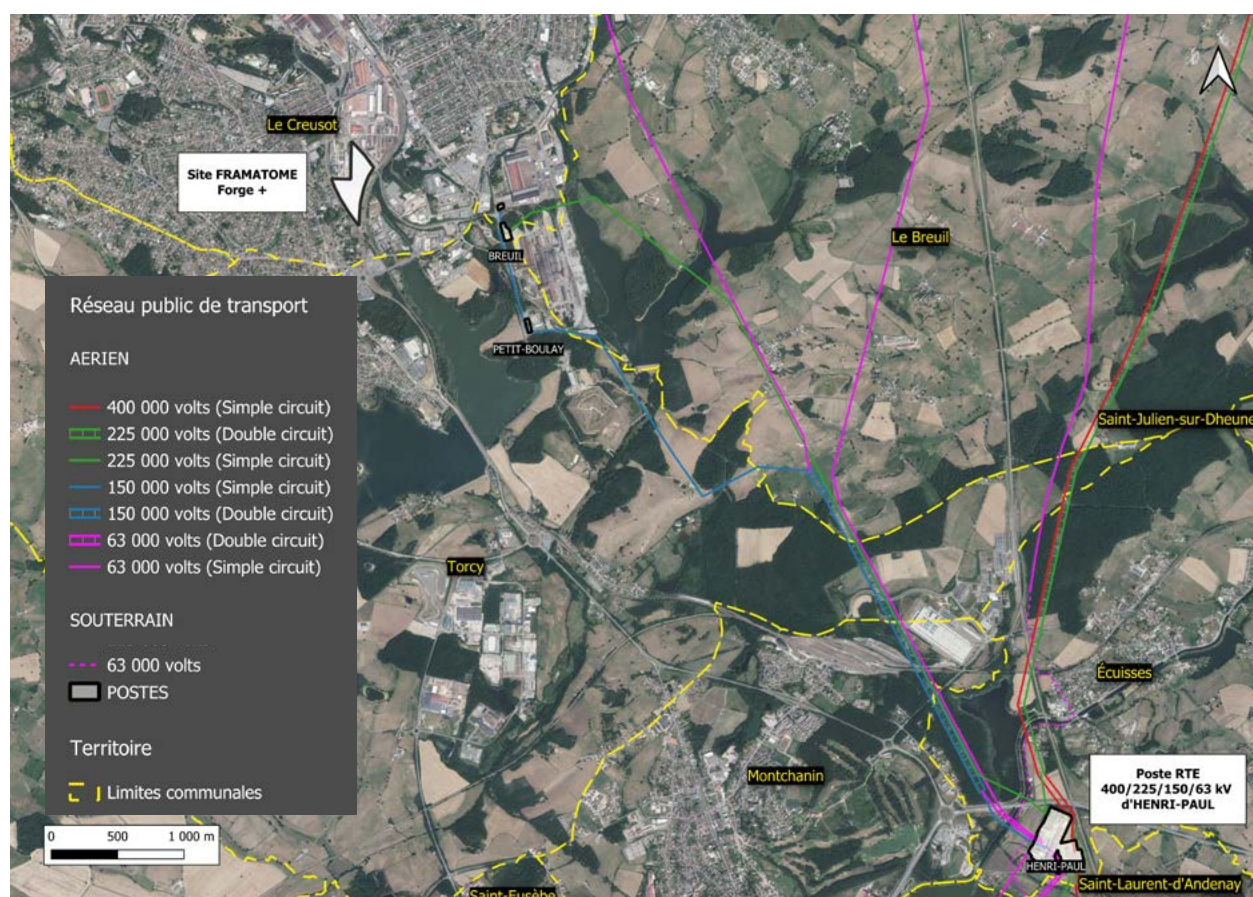 Le Creusot
Site FRAMATOME
Forge +
Le Breuil
BREUIL
PETIT-BOULAY
Réseau public de transport
AERIEN
400 000 volts (Simple circuit)
225 000 volts (Double circuit)
225 000 volts (Simple circuit)
150 000 volts (Simple circuit)
150 000 volts (Double circuit)
63 000 volts (Double circuit)
63 000 volts (Simple circuit)
SOUTERRAIN
63 000 volts
POSTES
Territoire
Limites communales
0 500 1 000 m
Saint-Julien-sur-Dheune
Torcy
Écuisses
Montchanin
Poste RTE
400/225/150/63 kV
d'HENRI-PAUL
HENRI-PAUL
Saint-Laurent-d'Andenay
Saint-Eusèbe